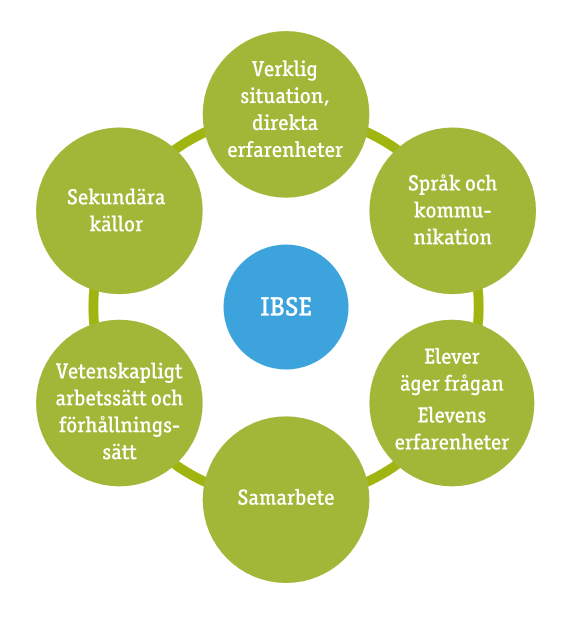 Verklig
situation,
direkta
erfarenheter
Språk och
kommu-
nikation
Elever
äger frågan
Elevens
erfarenheter
Samarbete
Vetenskapligt
arbetssätt och
förhållnings-
sätt
Sekundära
källor
IBSE